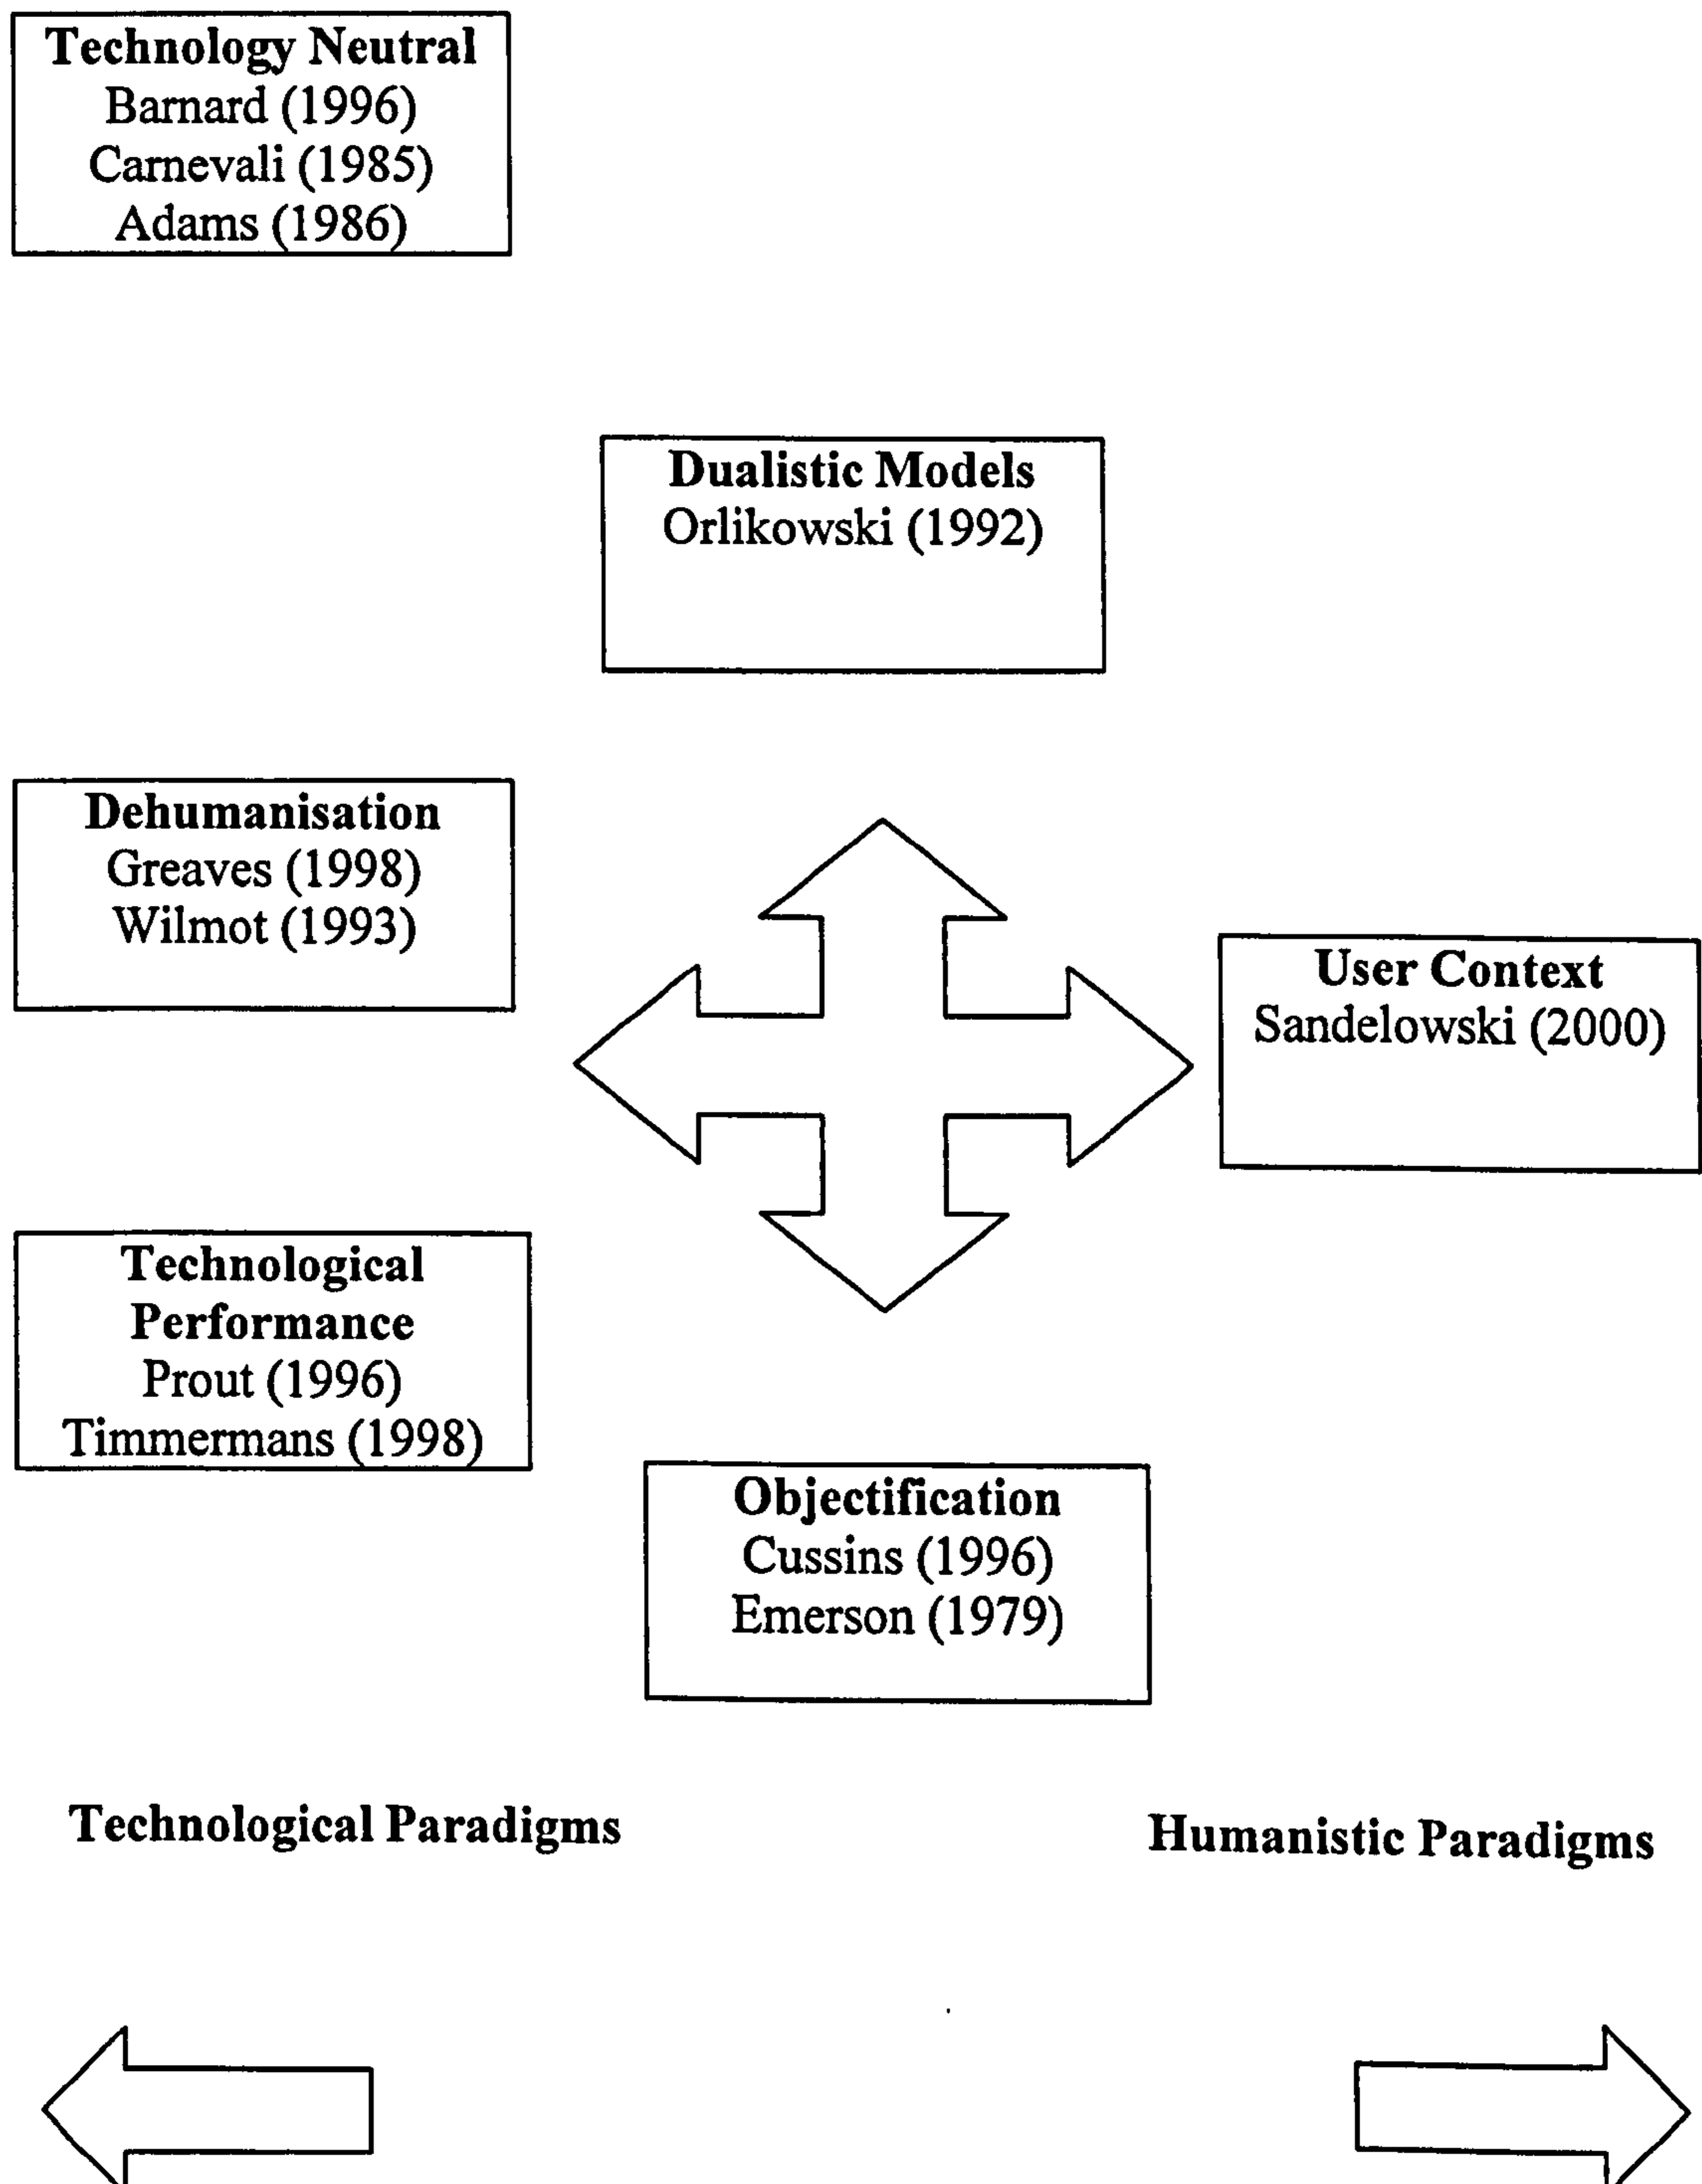 Technology Neutral
Barnard (1996)
Carnevali (1985)
Adams (1986)
Dualistic Models
Orlikowski (1992)
Dehumanisation
Greaves (1998)
Wilmot (1993)
User Context
Sandelowski (2000)
Technological
Performance
Prout (1996)
Timmermans (1998)
Objectification
Cussins (1996)
Emerson (1979)
Technological Paradigms
Humanistic Paradigms